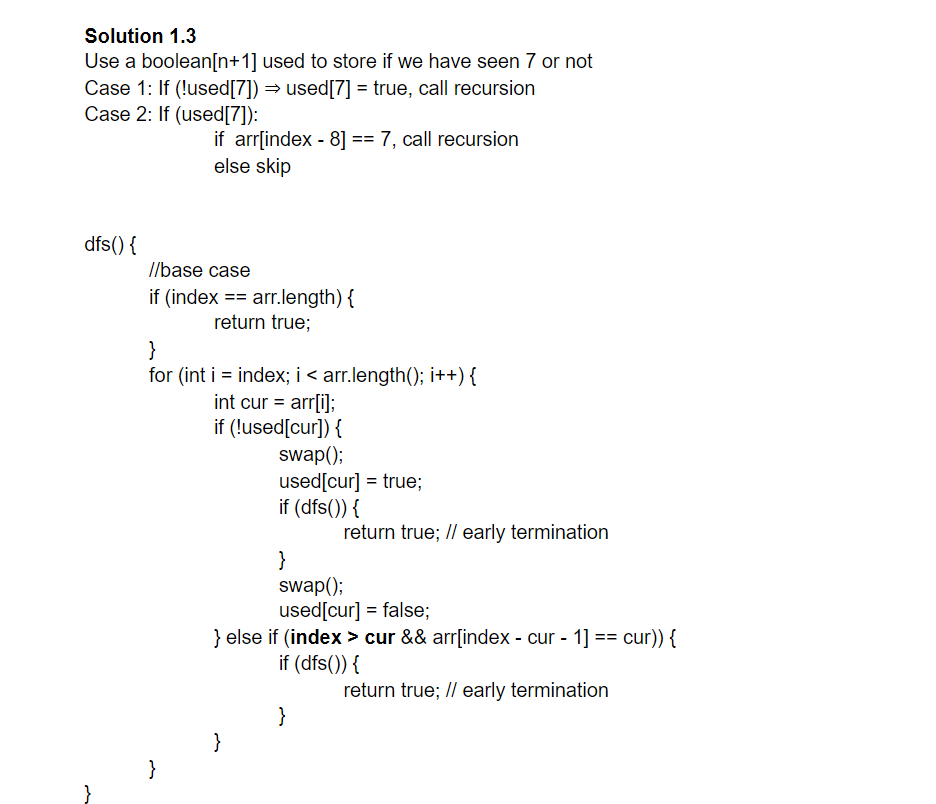 Solution 1.3
Use a boolean[n+1] used to store if we have seen 7 or not
Case 1: If (!used[7]) ⇒ used[7] = true, call recursion
Case 2: If (used[7]):
if  arr[index - 8] == 7, call recursion
else skip
dfs() {
//base case
if (index == arr.length) {
return true;
}
for (int i = index; i < arr.length(); i++) {
int cur = arr[i];
if (!used[cur]) {
swap();
used[cur] = true;
if (dfs()) {
return true; // early termination
}
swap();
used[cur] = false;
} else if (index > cur && arr[index - cur - 1] == cur)) {
if (dfs()) {
return true; // early termination
}
}
}
}